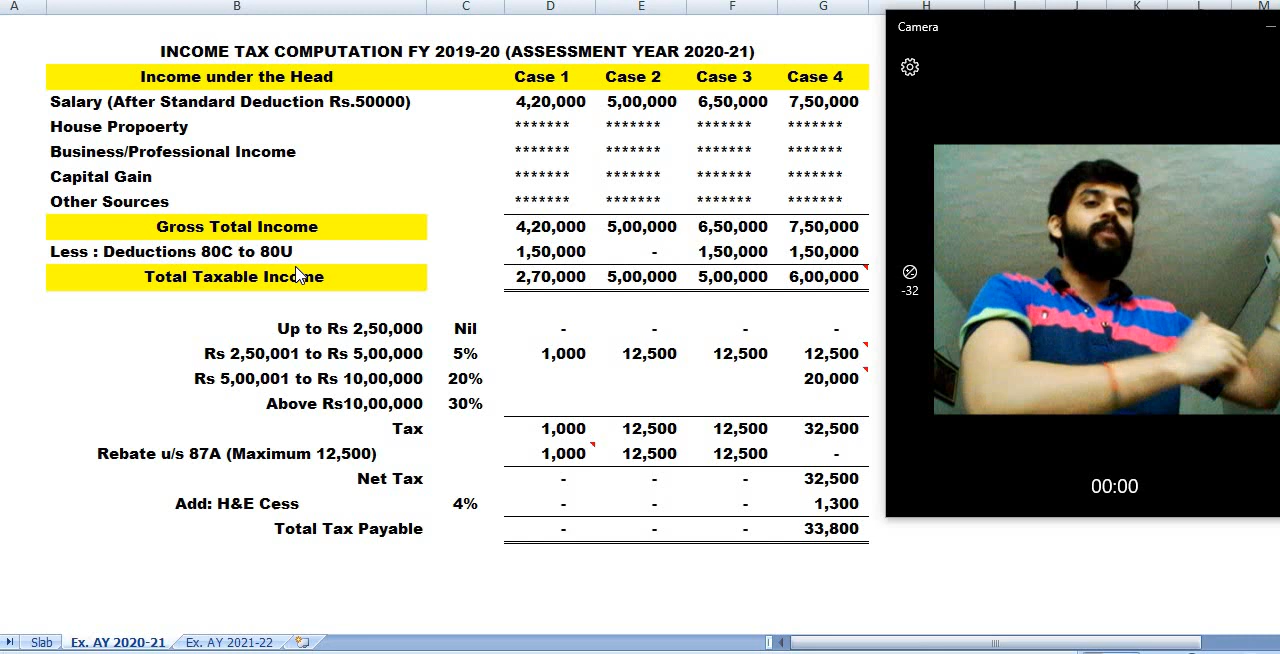 A B C D E F G H I J K L M
Camera
INCOME TAX COMPUTATION FY 2019-20 (ASSESSMENT YEAR 2020-21)
Income under the Head Case 1 Case 2 Case 3 Case 4
Salary (After Standard Deduction Rs.50000) 4,20,000 5,00,000 6,50,000 7,50,000
House Propoerty ******* ******* ******* *******
Business/Professional Income ******* ******* ******* *******
Capital Gain ******* ******* ******* *******
Other Sources ******* ******* ******* *******
Gross Total Income 4,20,000 5,00,000 6,50,000 7,50,000
Less : Deductions 80C to 80U 1,50,000 - 1,50,000 1,50,000
Total Taxable Income 2,70,000 5,00,000 5,00,000 6,00,000
-32
Up to Rs 2,50,000 Nil - - - -
Rs 2,50,001 to Rs 5,00,000 5% 1,000 12,500 12,500 12,500
Rs 5,00,001 to Rs 10,00,000 20% 20,000
Above Rs10,00,000 30%
Tax 1,000 12,500 12,500 32,500
Rebate u/s 87A (Maximum 12,500) 1,000 12,500 12,500 -
Net Tax - - - 32,500
00:00
Add: H&E Cess 4% - - - 1,300
Total Tax Payable - - - 33,800
Slab Ex. AY 2020-21 Ex. AY 2021-22